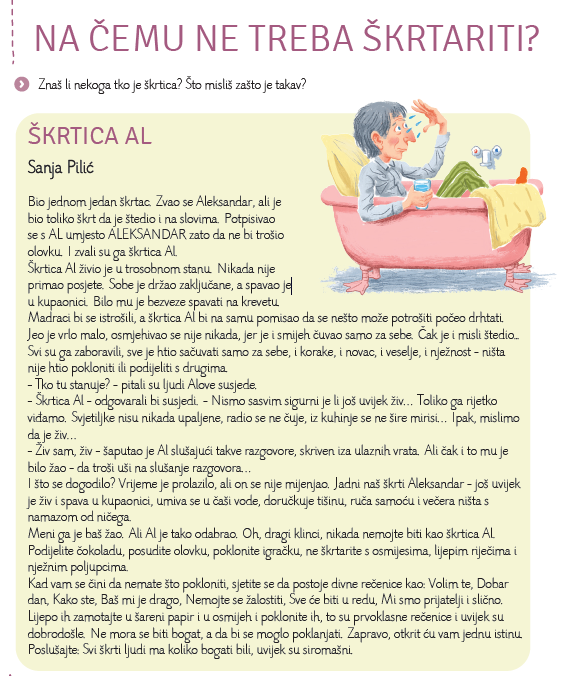 NA ČEMU NE TREBA ŠKRTARITI?
Znaš li nekoga tko je škrtica? Što misliš zašto je takav?
ŠKRTICA AL
Sanja Pilić
Bio jednom jedan škrtac. Zvao se Aleksandar, ali je
bio toliko škrt da je štedio i na slovima. Potpisivao
se s AL umjesto ALEKSANDAR zato da ne bi trošio
olovku. I zvali su ga škrtica Al.
Škrtica Al živio je u trosobnom stanu. Nikada nije
primao posjete. Sobe je držao zaključane, a spavao je
u kupaonici. Bilo mu je bezveze spavati na krevetu.
Madraci bi se istrošili, a škrtica Al bi na samu pomisao da se nešto može potrošiti počeo drhtati.
Jeo je vrlo malo, osmjehivao se nije nikada, jer je i smijeh čuvao samo za sebe. Čak je i misli štedio...
Svi su ga zaboravili, sve je htio sačuvati samo za sebe, i korake, i novac, i veselje, i nježnost - ništa
nije htio pokloniti ili podijeliti s drugima.
- Tko tu stanuje? - pitali su ljudi Alove susjede.
- Škrtica Al - odgovarali bi susjedi. - Nismo sasvim sigurni je li još uvijek živ... Toliko ga rijetko
viđamo. Svjetiljke nisu nikada upaljene, radio se ne čuje, iz kuhinje se ne šire mirisi... Ipak, mislimo
da je živ...
- Živ sam, živ - šaputao je Al slušajući takve razgovore, skriven iza ulaznih vrata. Ali čak i to mu je
bilo žao - da troši uši na slušanje razgovora...
I što se dogodilo? Vrijeme je prolazilo, ali on se nije mijenjao. Jadni naš škrti Aleksandar - još uvijek
je živ i spava u kupaonici, umiva se u čaši vode, doručkuje tišinu, ruča samoću i večera ništa s
namazom od ničega.
Meni ga je baš žao. Ali Al je tako odabrao. Oh, dragi klinci, nikada nemojte biti kao škrtica Al.
Podijelite čokoladu, posudite olovku, poklonite igračku, ne škrtarite s osmijesima, lijepim riječima i
nježnim poljupcima.
Kad vam se čini da nemate što pokloniti, sjetite se da postoje divne rečenice kao: Volim te, Dobar
dan, Kako ste, Baš mi je drago, Nemojte se žalostiti, Sve će biti u redu, Mi smo prijatelji i slično.
Lijepo ih zamotajte u šareni papir i u osmijeh i poklonite ih, to su prvoklasne rečenice i uvijek su
dobrodošle. Ne mora se biti bogat, a da bi se moglo poklanjati. Zapravo, otkrit ću vam jednu istinu.
Poslušajte: Svi škrti ljudi ma koliko bogati bili, uvijek su siromašni.